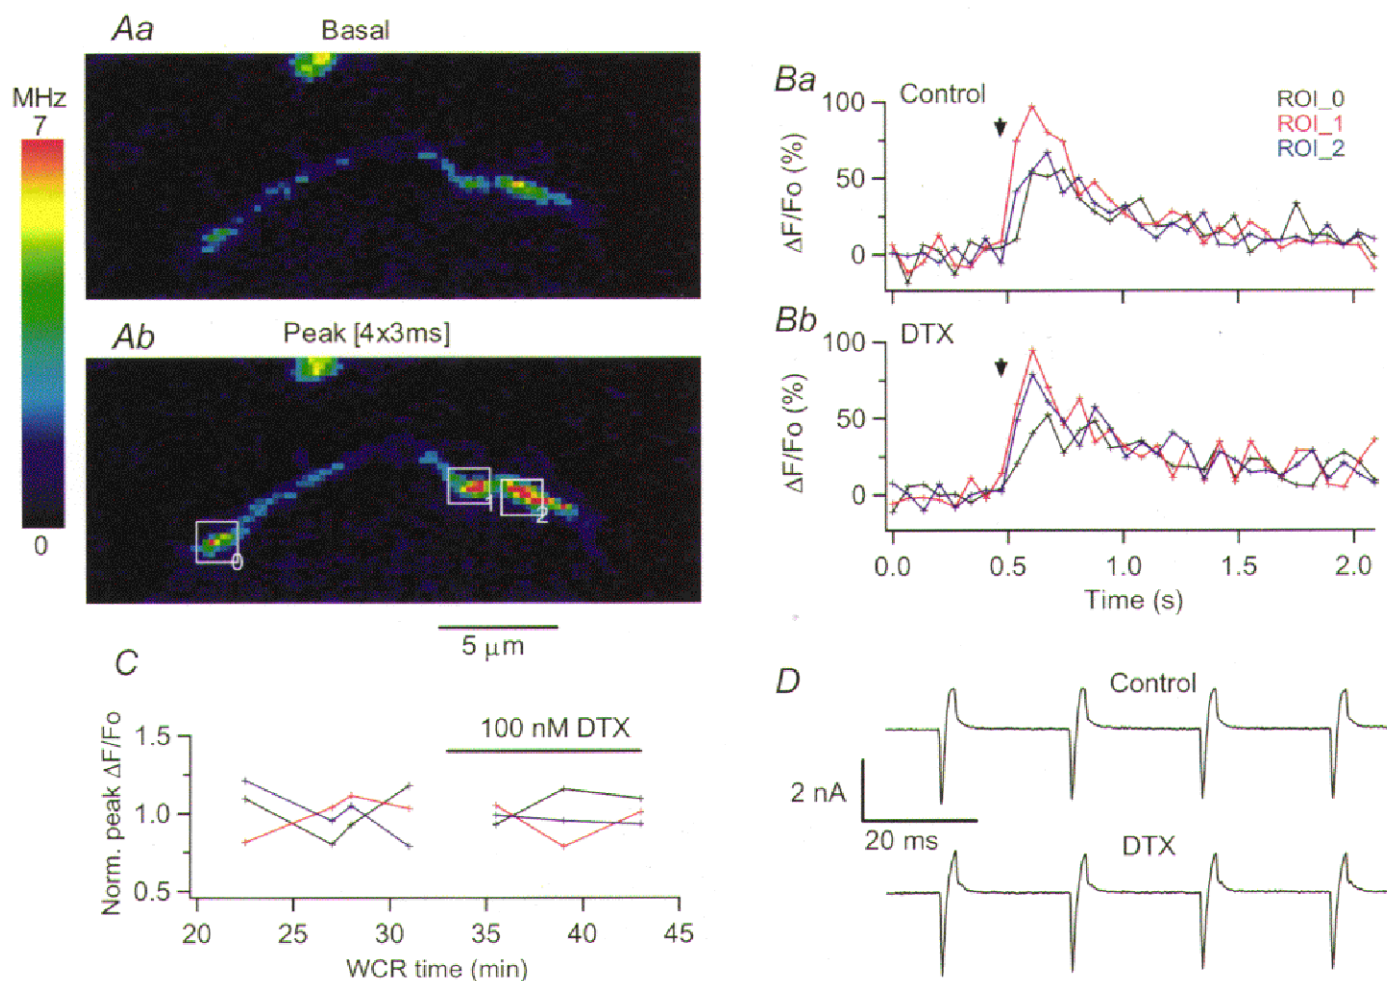 Aa
Basal
MHz
7
0
Ab
Peak [4x3ms]
0
1
2
5 μm
Ba
Control
ROI_0
ROI_1
ROI_2
100
50
0
ΔF/Fo (%)
Bb
DTX
100
50
0
ΔF/Fo (%)
0.0 0.5 1.0 1.5 2.0
Time (s)
C
100 nM DTX
1.5
1.0
0.5
Norm. peak ΔF/Fo
20 25 30 35 40 45
WCR time (min)
D
Control
2 nA
20 ms
DTX